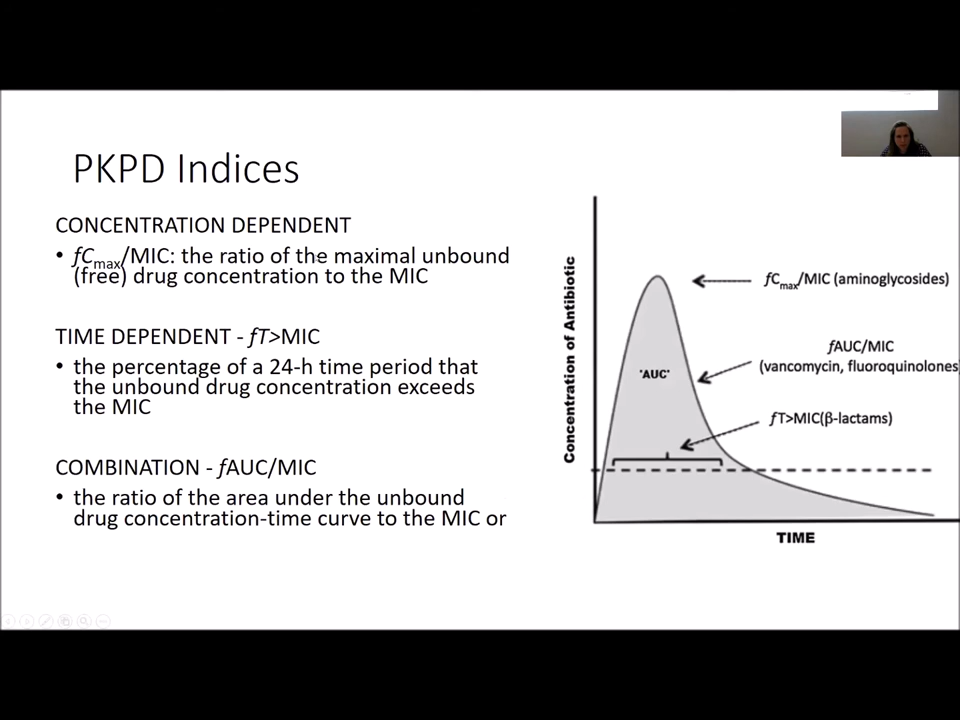 PKPD Indices
CONCENTRATION DEPENDENT
• fCmax/MIC: the ratio of the maximal unbound
(free) drug concentration to the MIC
TIME DEPENDENT - fT>MIC
• the percentage of a 24-h time period that
the unbound drug concentration exceeds
the MIC
COMBINATION - fAUC/MIC
• the ratio of the area under the unbound
drug concentration-time curve to the MIC or
Concentration of Antibiotic
fCmax/MIC (aminoglycosides)
fAUC/MIC
(vancomycin, fluoroquinolones
'AUC'
fT>MIC(β-lactams)
TIME